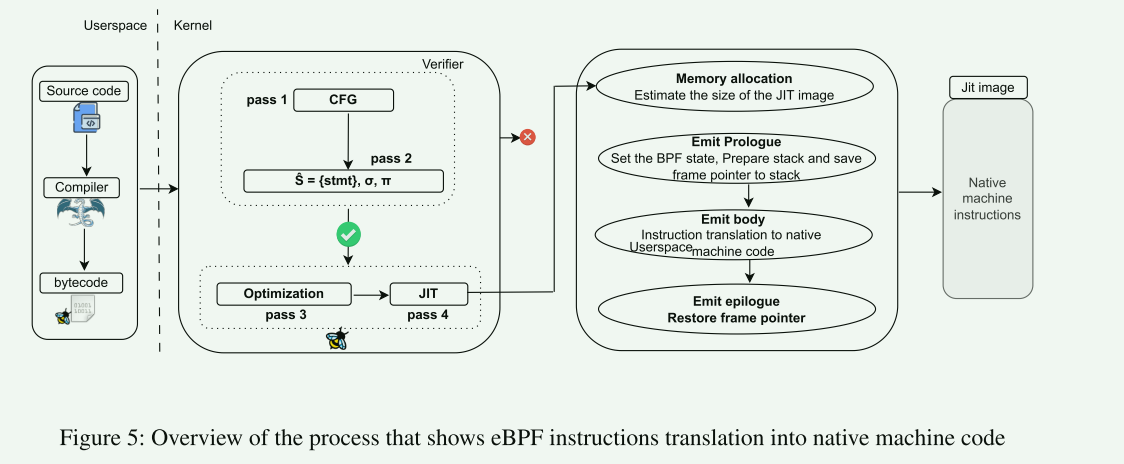 Userspace
Kernel
Source code
Compiler
bytecode
01001
10011
Verifier
pass 1
CFG
pass 2
Ŝ = {stmt}, σ, π
Optimization
pass 3
JIT
pass 4
Memory allocation
Estimate the size of the JIT image
Emit Prologue
Set the BPF state, Prepare stack and save
frame pointer to stack
Emit body
Instruction translation to native
Userspace
machine code
Emit epilogue
Restore frame pointer
Jit image
Native
machine
instructions
Figure 5: Overview of the process that shows eBPF instructions translation into native machine code